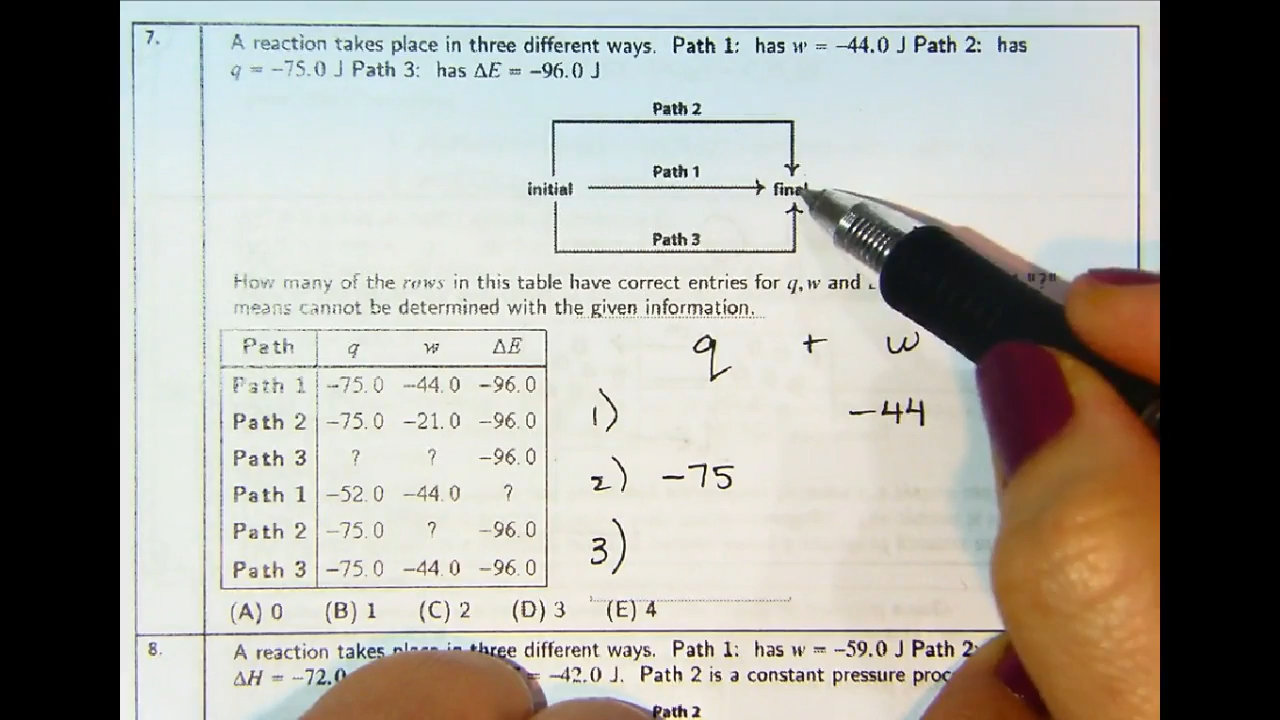 7.
A reaction takes place in three different ways. Path 1: has w = −44.0 J Path 2: has
q = −75.0 J Path 3: has ΔE = −96.0 J
Path 2
Path 1
initial
final
Path 3
How many of the rows in this table have correct entries for q, w and "?"
means cannot be determined with the given information.
Path q w ΔE
Path 1 −75.0 −44.0 −96.0
Path 2 −75.0 −21.0 −96.0
Path 3 ? ? −96.0
Path 1 −52.0 −44.0 ?
Path 2 −75.0 ? −96.0
Path 3 −75.0 −44.0 −96.0
q + w
1) −44
2) −75
3)
(A) 0 (B) 1 (C) 2 (D) 3 (E) 4
8.
A reaction takes place in three different ways. Path 1: has w = −59.0 J Path 2:
ΔH = −72.0 = −42.0 J. Path 2 is a constant pressure
Path 2